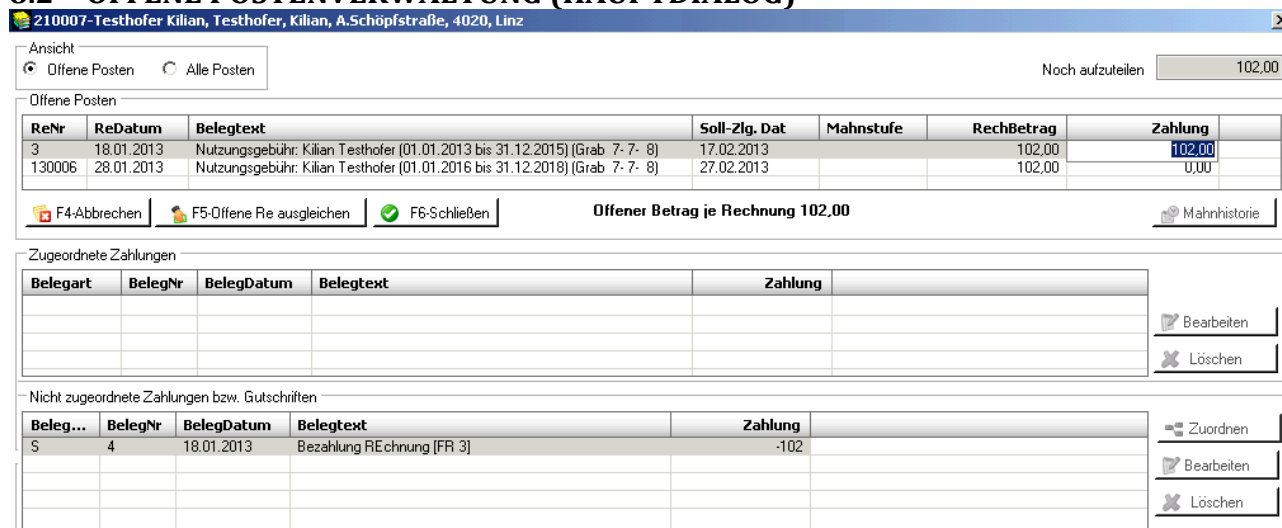 210007-Testhofer Kilian, Testhofer, Kilian, A.Schöpfstraße, 4020, Linz
Ansicht
Offene Posten Alle Posten
Noch aufzuteilen 102,00
Offene Posten
ReNr ReDatum Belegtext Soll-Zlg. Dat Mahnstufe RechBetrag Zahlung
3 18.01.2013 Nutzungsgebühr: Kilian Testhofer (01.01.2013 bis 31.12.2015) (Grab 7- 7- 8) 17.02.2013 102,00 102,00
130006 28.01.2013 Nutzungsgebühr: Kilian Testhofer (01.01.2016 bis 31.12.2018) (Grab 7- 7- 8) 27.02.2013 102,00 0,00
F4-Abbrechen F5-Offene Re ausgleichen F6-Schließen Offener Betrag je Rechnung 102,00 Mahnhistorie
Zugeordnete Zahlungen
Belegart BelegNr BelegDatum Belegtext Zahlung
Bearbeiten
Löschen
Nicht zugeordnete Zahlungen bzw. Gutschriften
Beleg... BelegNr BelegDatum Belegtext Zahlung
Zuordnen
S 4 18.01.2013 Bezahlung REchnung [FR 3] -102
Bearbeiten
Löschen